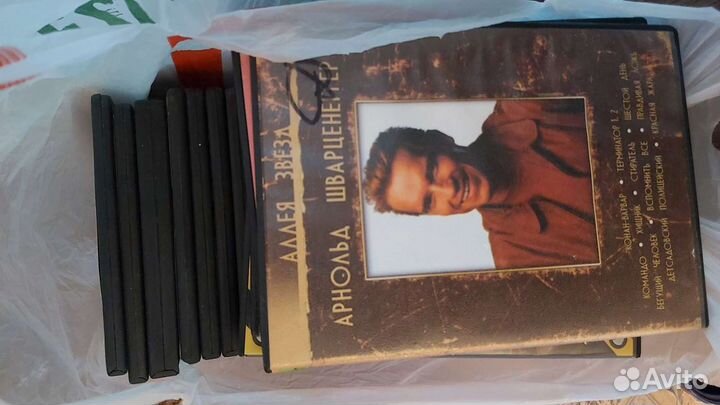 АЛЛЕЯ ЗВЕЗД
АРНОЛЬД ШВАРЦЕНЕГГЕР
КОНАН-ВАРВАР • ТЕРМИНАТОР 1, 2
КОМАНДО • ХИЩНИК • СТИРАТЕЛЬ • ШЕСТОЙ ДЕНЬ
БЕГУЩИЙ ЧЕЛОВЕК • ВСПОМНИТЬ ВСЕ • ПРАВДИВАЯ ЛОЖЬ
ДЕТСАДОВСКИЙ ПОЛИЦЕЙСКИЙ • КРАСНАЯ ЖАРА
Avito